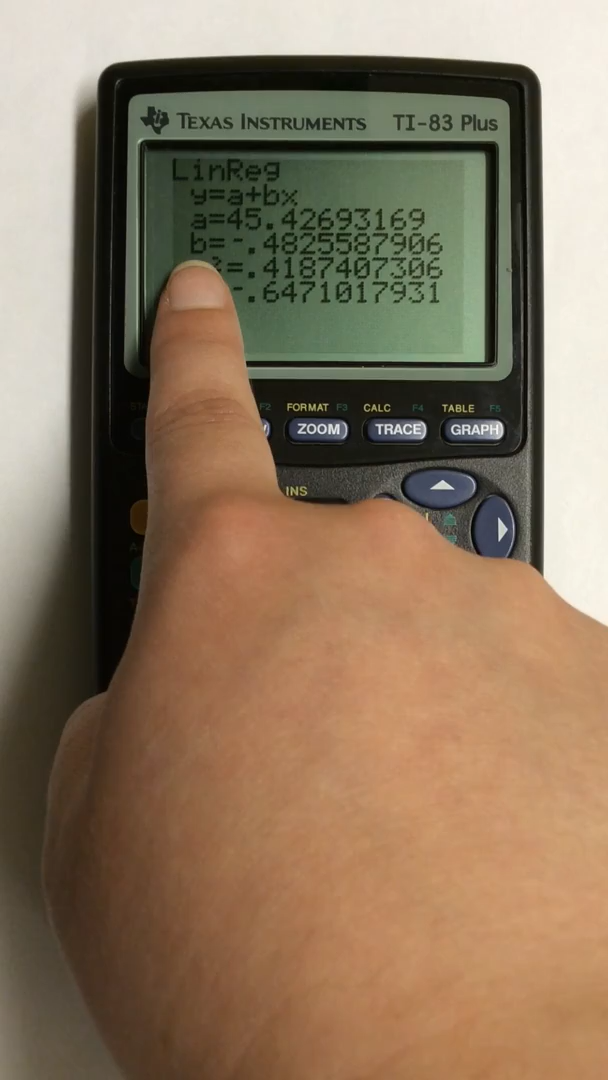 TEXAS INSTRUMENTS TI-83 Plus
LinReg
y=a+bx
a=45.42693169
b=-.4825587906
²=.4187407306
-.6471017931
F2 FORMAT F3 CALC F4 TABLE F5
ZOOM TRACE GRAPH
INS